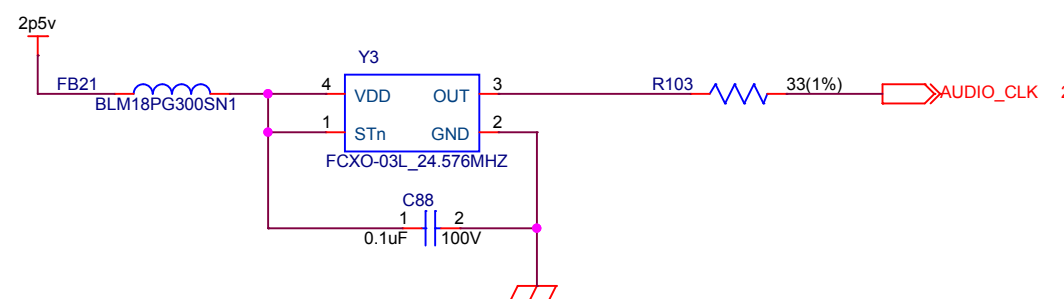 2p5v
Y3
FB21
BLM18PG300SN1
4
VDD
OUT
3
R103
33(1%)
AUDIO_CLK
2
1
STn
GND
2
FCXO-03L_24.576MHZ
C88
1
2
0.1uF
100V